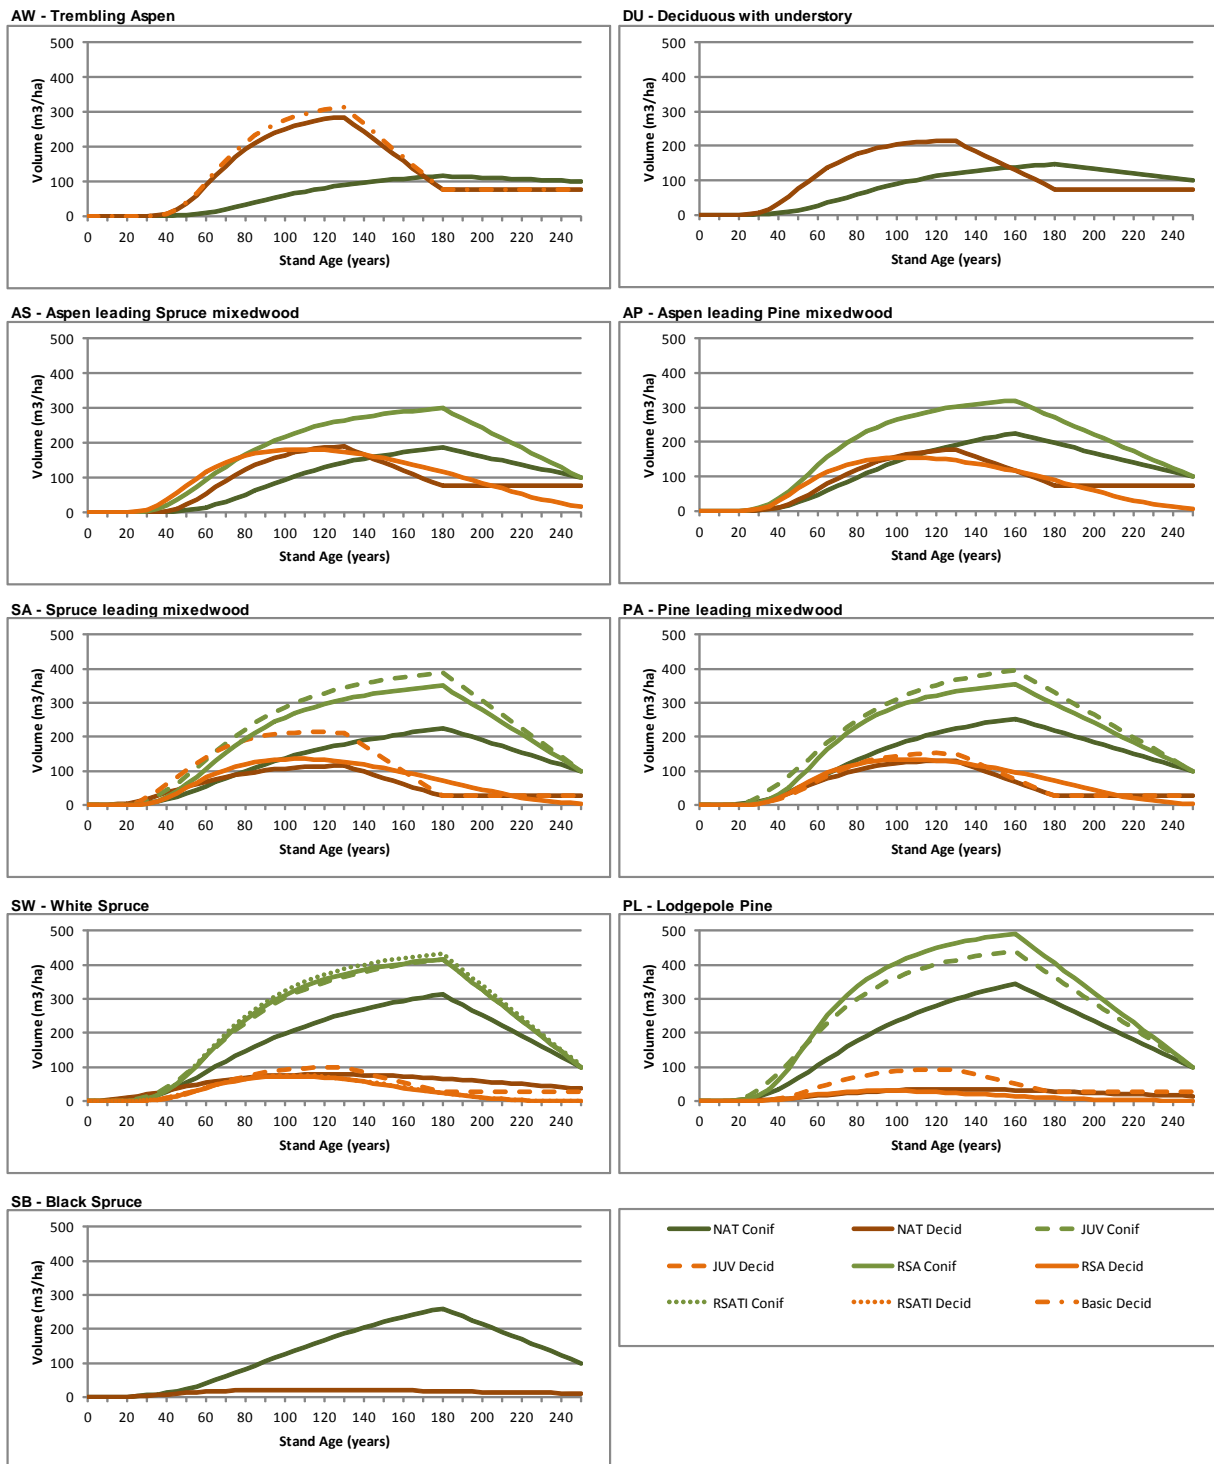 AW - Trembling Aspen
500
400
300
200
100
0
Volume (m3/ha)
0 20 40 60 80 100 120 140 160 180 200 220 240
Stand Age (years)
DU - Deciduous with understory
500
400
300
200
100
0
Volume (m3/ha)
0 20 40 60 80 100 120 140 160 180 200 220 240
Stand Age (years)
AS - Aspen leading Spruce mixedwood
500
400
300
200
100
0
Volume (m3/ha)
0 20 40 60 80 100 120 140 160 180 200 220 240
Stand Age (years)
AP - Aspen leading Pine mixedwood
500
400
300
200
100
0
Volume (m3/ha)
0 20 40 60 80 100 120 140 160 180 200 220 240
Stand Age (years)
SA - Spruce leading mixedwood
500
400
300
200
100
0
Volume (m3/ha)
0 20 40 60 80 100 120 140 160 180 200 220 240
Stand Age (years)
PA - Pine leading mixedwood
500
400
300
200
100
0
Volume (m3/ha)
0 20 40 60 80 100 120 140 160 180 200 220 240
Stand Age (years)
SW - White Spruce
500
400
300
200
100
0
Volume (m3/ha)
0 20 40 60 80 100 120 140 160 180 200 220 240
Stand Age (years)
PL - Lodgepole Pine
500
400
300
200
100
0
Volume (m3/ha)
0 20 40 60 80 100 120 140 160 180 200 220 240
Stand Age (years)
SB - Black Spruce
500
400
300
200
100
0
Volume (m3/ha)
0 20 40 60 80 100 120 140 160 180 200 220 240
Stand Age (years)
NAT Conif NAT Decid JUV Conif
JUV Decid RSA Conif RSA Decid
RSATI Conif RSATI Decid Basic Decid